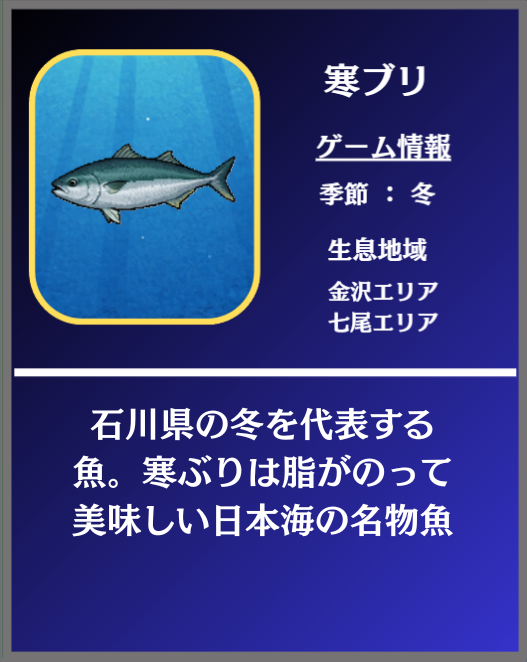 寒ブリ
ゲーム情報
季節 ： 冬
生息地域
金沢エリア
七尾エリア
石川県の冬を代表する
魚。寒ぶりは脂がのって
美味しい日本海の名物魚